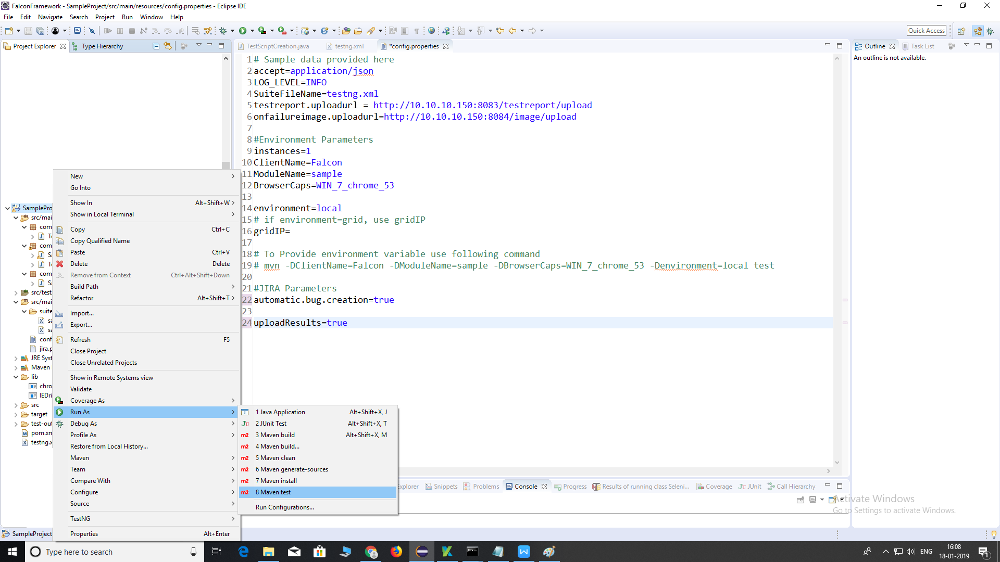 FalconFramework - SampleProject/src/main/resources/config.properties - Eclipse IDE
File Edit Navigate Search Project Run Window Help
Quick Access
Project Explorer Type Hierarchy
TestScriptCreation.java testng.xml *config.properties
Outline Task List
An outline is not available.
1 # Sample data provided here
2 accept=application/json
3 LOG_LEVEL=INFO
4 SuiteFileName=testng.xml
5 testreport.uploadurl = http://10.10.10.150:8083/testreport/upload
6 onfailureimage.uploadurl=http://10.10.10.150:8084/image/upload
7
8 #Environment Parameters
9 instances=1
10 ClientName=Falcon
11 ModuleName=sample
12 BrowserCaps=WIN_7_chrome_53
13
14 environment=local
15 # if environment=grid, use gridIP
16 gridIP=
17
18 # To Provide environment variable use following command
19 # mvn -DClientName=Falcon -DModuleName=sample -DBrowserCaps=WIN_7_chrome_53 -Denvironment=local test
20
21 #JIRA Parameters
22 automatic.bug.creation=true
23
24 uploadResults=true
SamplePro
src/mai
com
Te
com
Sa
Te
com
Sa
src/test
src/mai
suite
sa
sa
conf
jira.p
JRE Syst
Maven
lib
chro
IEDri
src
target
test-out
pom.xm
testng.x
New
Go Into
Show In Alt+Shift+W
Show in Local Terminal
Copy Ctrl+C
Copy Qualified Name
Paste Ctrl+V
Delete Delete
Remove from Context Ctrl+Alt+Shift+Down
Build Path
Refactor Alt+Shift+T
Import...
Export...
Refresh F5
Close Project
Close Unrelated Projects
Show in Remote Systems view
Validate
Coverage As
Run As
Debug As
Profile As
Restore from Local History...
Maven
Team
Compare With
Configure
Source
TestNG
Properties Alt+Enter
1 Java Application Alt+Shift+X, J
2 JUnit Test Alt+Shift+X, T
3 Maven build Alt+Shift+X, M
4 Maven build...
5 Maven clean
6 Maven generate-sources
7 Maven install
8 Maven test
Run Configurations...
Explorer Snippets Problems Console Progress Results of running class Seleni... Coverage JUnit Call Hierarchy
Activate Windows
Go to Settings to activate Windows.
SampleProject
Type here to search
ENG
16:08
18-01-2019
1